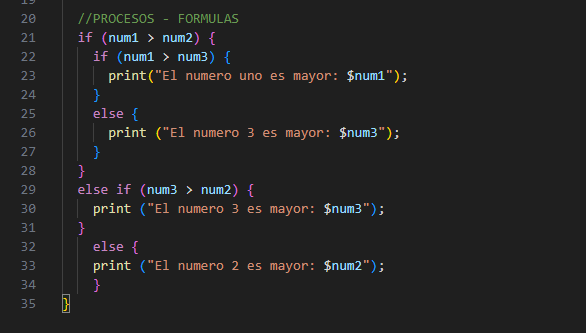 20 //PROCESOS - FORMULAS
21 if (num1 > num2) {
22 if (num1 > num3) {
23 print("El numero uno es mayor: $num1");
24 }
25 else {
26 print ("El numero 3 es mayor: $num3");
27 }
28 }
29 else if (num3 > num2) {
30 print ("El numero 3 es mayor: $num3");
31 }
32 else {
33 print ("El numero 2 es mayor: $num2");
34 }
35 }